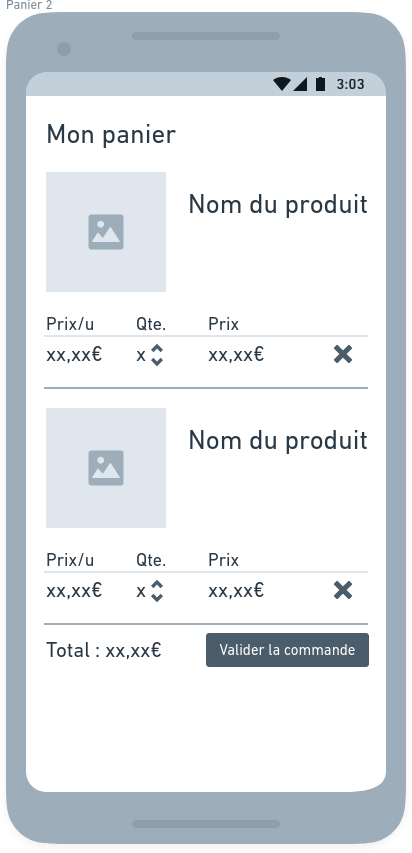 Panier 2
3:03
Mon panier
Nom du produit
Prix/u Qte. Prix
xx,xx€ x xx,xx€
Nom du produit
Prix/u Qte. Prix
xx,xx€ x xx,xx€
Total : xx,xx€ Valider la commande